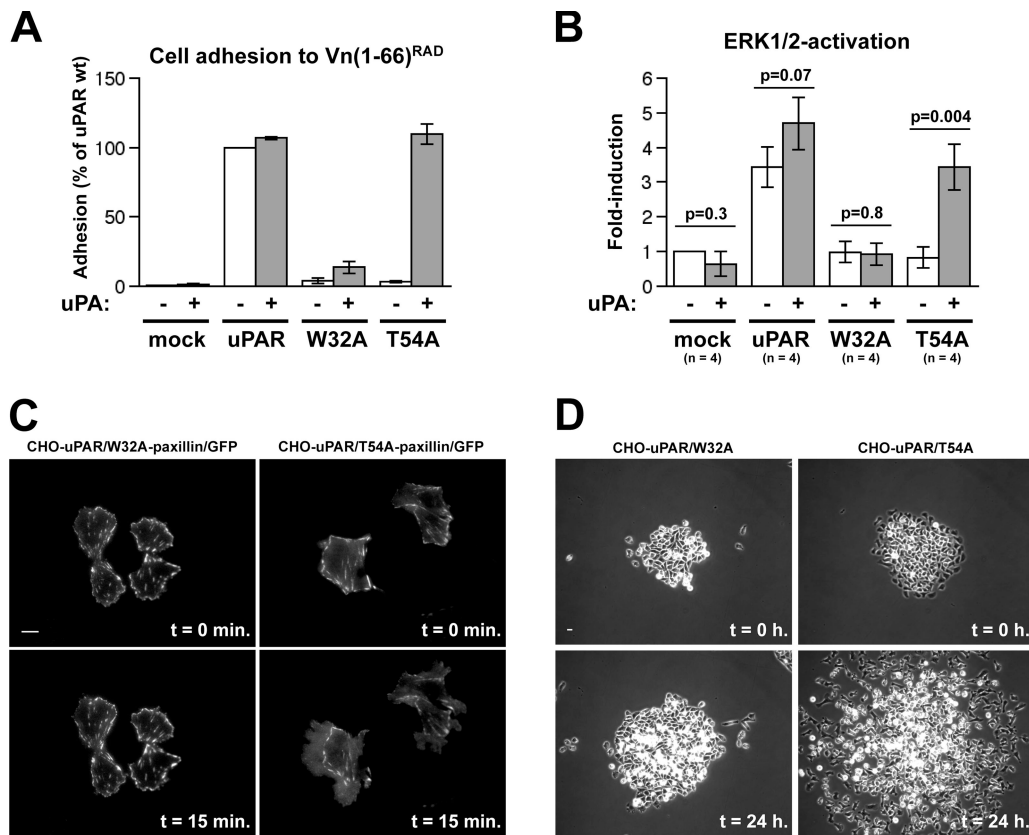 A
Cell adhesion to Vn(1-66)RAD
Adhesion (% of uPAR wt)
150
100
50
0
uPA: - + - + - + - +
mock uPAR W32A T54A
B
ERK1/2-activation
Fold-induction
6
5
4
3
2
1
0
p=0.3
p=0.07
p=0.8
p=0.004
uPA: - + - + - + - +
mock uPAR W32A T54A
(n = 4) (n = 4) (n = 4) (n = 4)
C
CHO-uPAR/W32A-paxillin/GFP CHO-uPAR/T54A-paxillin/GFP
t = 0 min. t = 0 min.
t = 15 min. t = 15 min.
D
CHO-uPAR/W32A CHO-uPAR/T54A
t = 0 h. t = 0 h.
t = 24 h. t = 24 h.